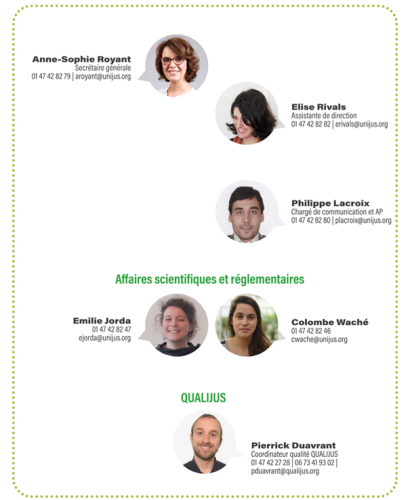 Anne-Sophie Royant
Secrétaire générale
01 47 42 82 79 | aroyant@unijus.org
Elise Rivals
Assistante de direction
01 47 42 82 82 | erivals@unijus.org
Philippe Lacroix
Chargé de communication et AP
01 47 42 82 80 | placroix@unijus.org
Affaires scientifiques et réglementaires
Emilie Jorda
01 47 42 82 47
ejorda@unijus.org
Colombe Waché
01 47 42 82 46
cwache@unijus.org
QUALIJUS
Pierrick Duavrant
Coordinateur qualité QUALIJUS
01 47 42 27 28 | 06 73 41 93 02 |
pduavrant@qualijus.org